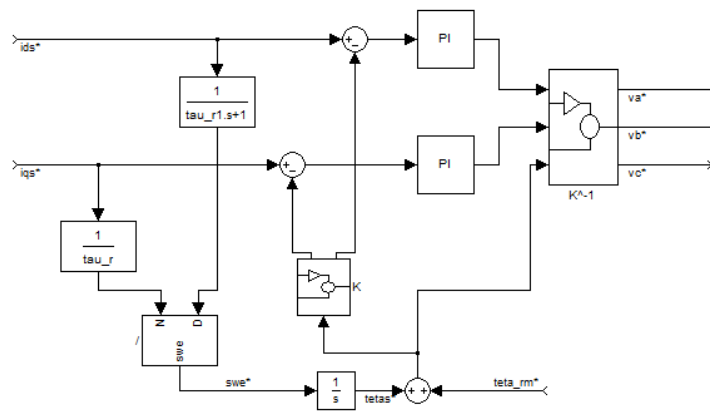 ids*
+
-
PI
1
tau_r1.s+1
va*
vb*
vc*
K^-1
iqs*
+
-
PI
1
tau_r
K
N
D
swe
/
swe*
1
s
tetas*
+ +
teta_rm*